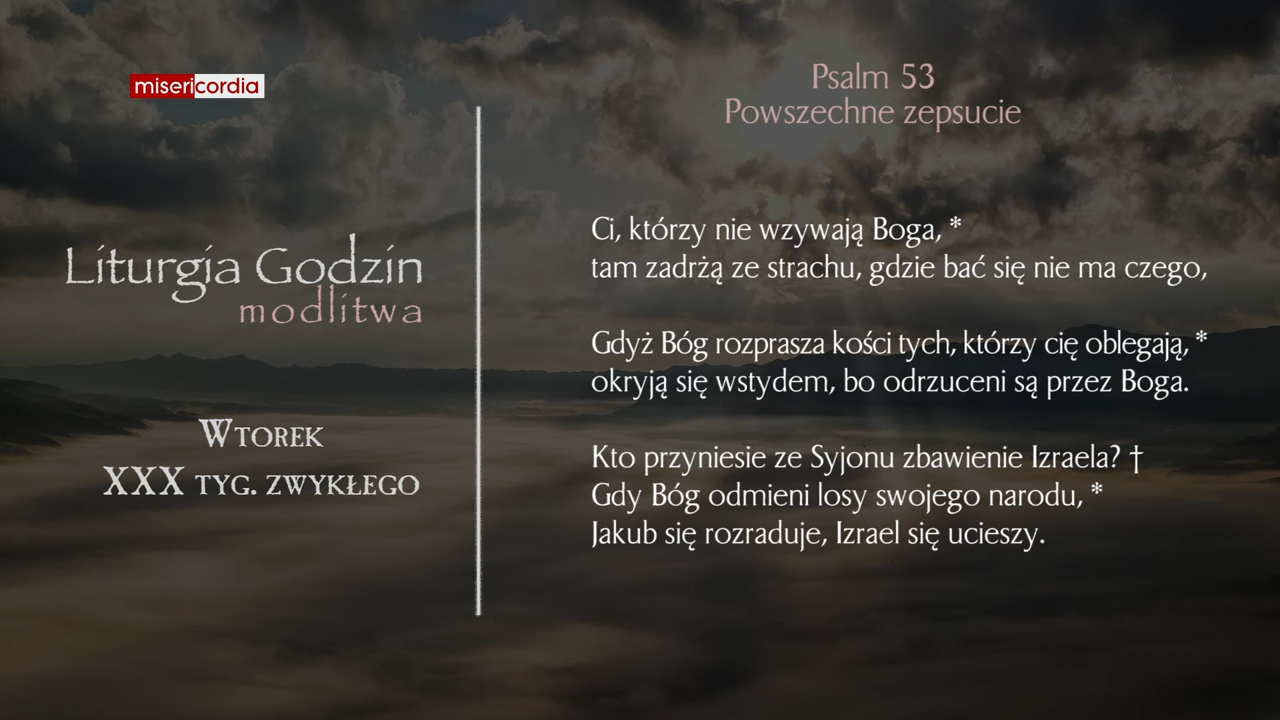 misericordia
Liturgia Godzin
modlitwa
Wtorek
XXX tyg. zwykłego
Psalm 53
Powszechne zepsucie
Ci, którzy nie wzywają Boga, *
tam zadrżą ze strachu, gdzie bać się nie ma czego,
Gdyż Bóg rozprasza kości tych, którzy cię oblegają, *
okryją się wstydem, bo odrzuceni są przez Boga.
Kto przyniesie ze Syjonu zbawienie Izraela? †
Gdy Bóg odmieni losy swojego narodu, *
Jakub się rozraduje, Izrael się ucieszy.